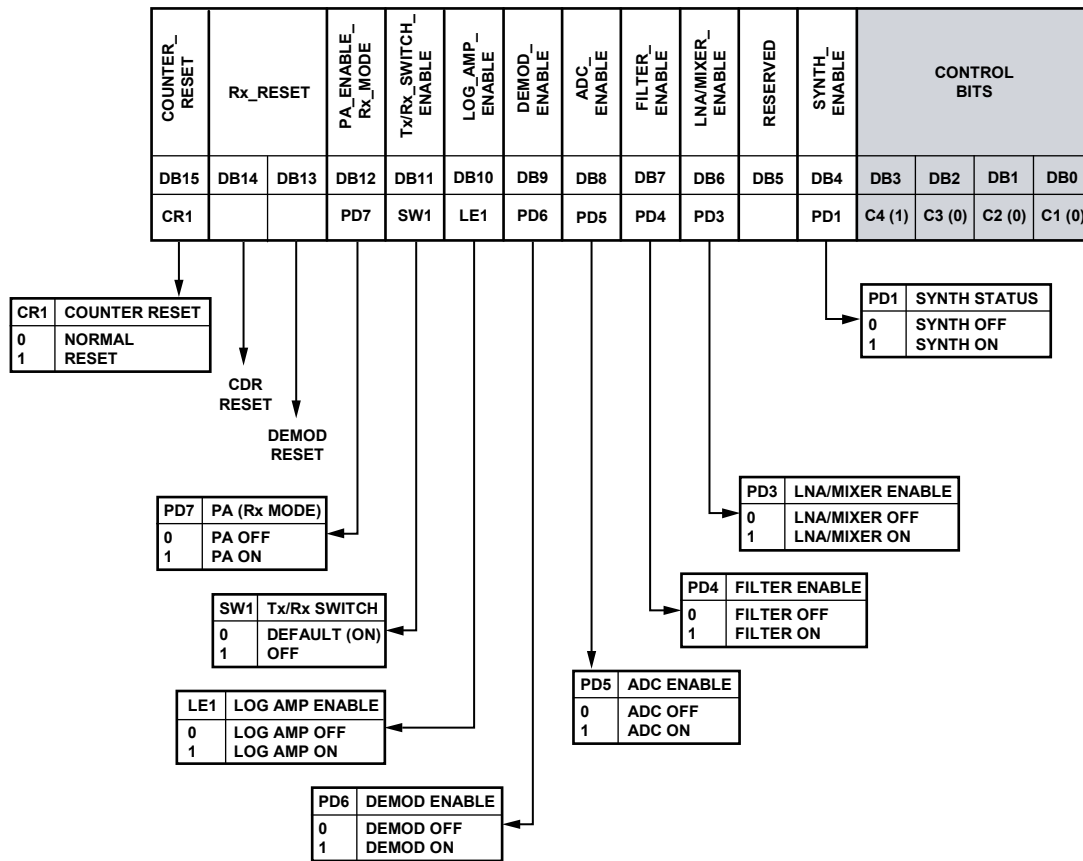 COUNTER_
RESET
Rx_RESET
PA_ENABLE_
Rx_MODE
Tx/Rx_SWITCH_
ENABLE
LOG_AMP_
ENABLE
DEMOD_
ENABLE
ADC_
ENABLE
FILTER_
ENABLE
LNA/MIXER_
ENABLE
RESERVED
SYNTH_
ENABLE
CONTROL
BITS
DB15 DB14 DB13 DB12 DB11 DB10 DB9 DB8 DB7 DB6 DB5 DB4 DB3 DB2 DB1 DB0
CR1 PD7 SW1 LE1 PD6 PD5 PD4 PD3 PD1 C4 (1) C3 (0) C2 (0) C1 (0)
CR1 COUNTER RESET
0 NORMAL
1 RESET
PD1 SYNTH STATUS
0 SYNTH OFF
1 SYNTH ON
CDR
RESET
DEMOD
RESET
PD7 PA (Rx MODE)
0 PA OFF
1 PA ON
PD3 LNA/MIXER ENABLE
0 LNA/MIXER OFF
1 LNA/MIXER ON
SW1 Tx/Rx SWITCH
0 DEFAULT (ON)
1 OFF
PD4 FILTER ENABLE
0 FILTER OFF
1 FILTER ON
LE1 LOG AMP ENABLE
0 LOG AMP OFF
1 LOG AMP ON
PD5 ADC ENABLE
0 ADC OFF
1 ADC ON
PD6 DEMOD ENABLE
0 DEMOD OFF
1 DEMOD ON